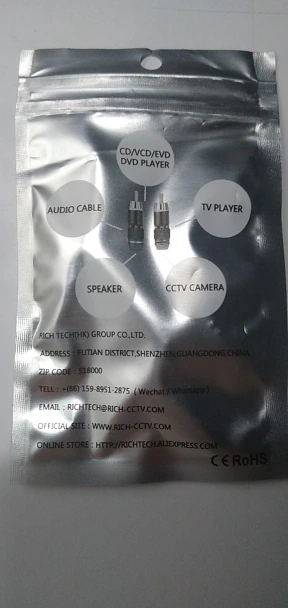 CD/VCD/EVD
DVD PLAYER
AUDIO CABLE
TV PLAYER
SPEAKER
CCTV CAMERA
RICH TECH(HK) GROUP CO.,LTD.
ADDRESS : FUTIAN DISTRICT,SHENZHEN,GUANGDONG,CHINA
ZIP CODE : 518000
TELL : +(86) 159-8951-2875 ( Wechat / Whatsapp )
EMAIL : RICHTECH@RICH-CCTV.COM
OFFICIAL SITE : WWW.RICH-CCTV.COM
ONLINE STORE : HTTP://RICHTECH.ALIEXPRESS.COM
CE RoHS